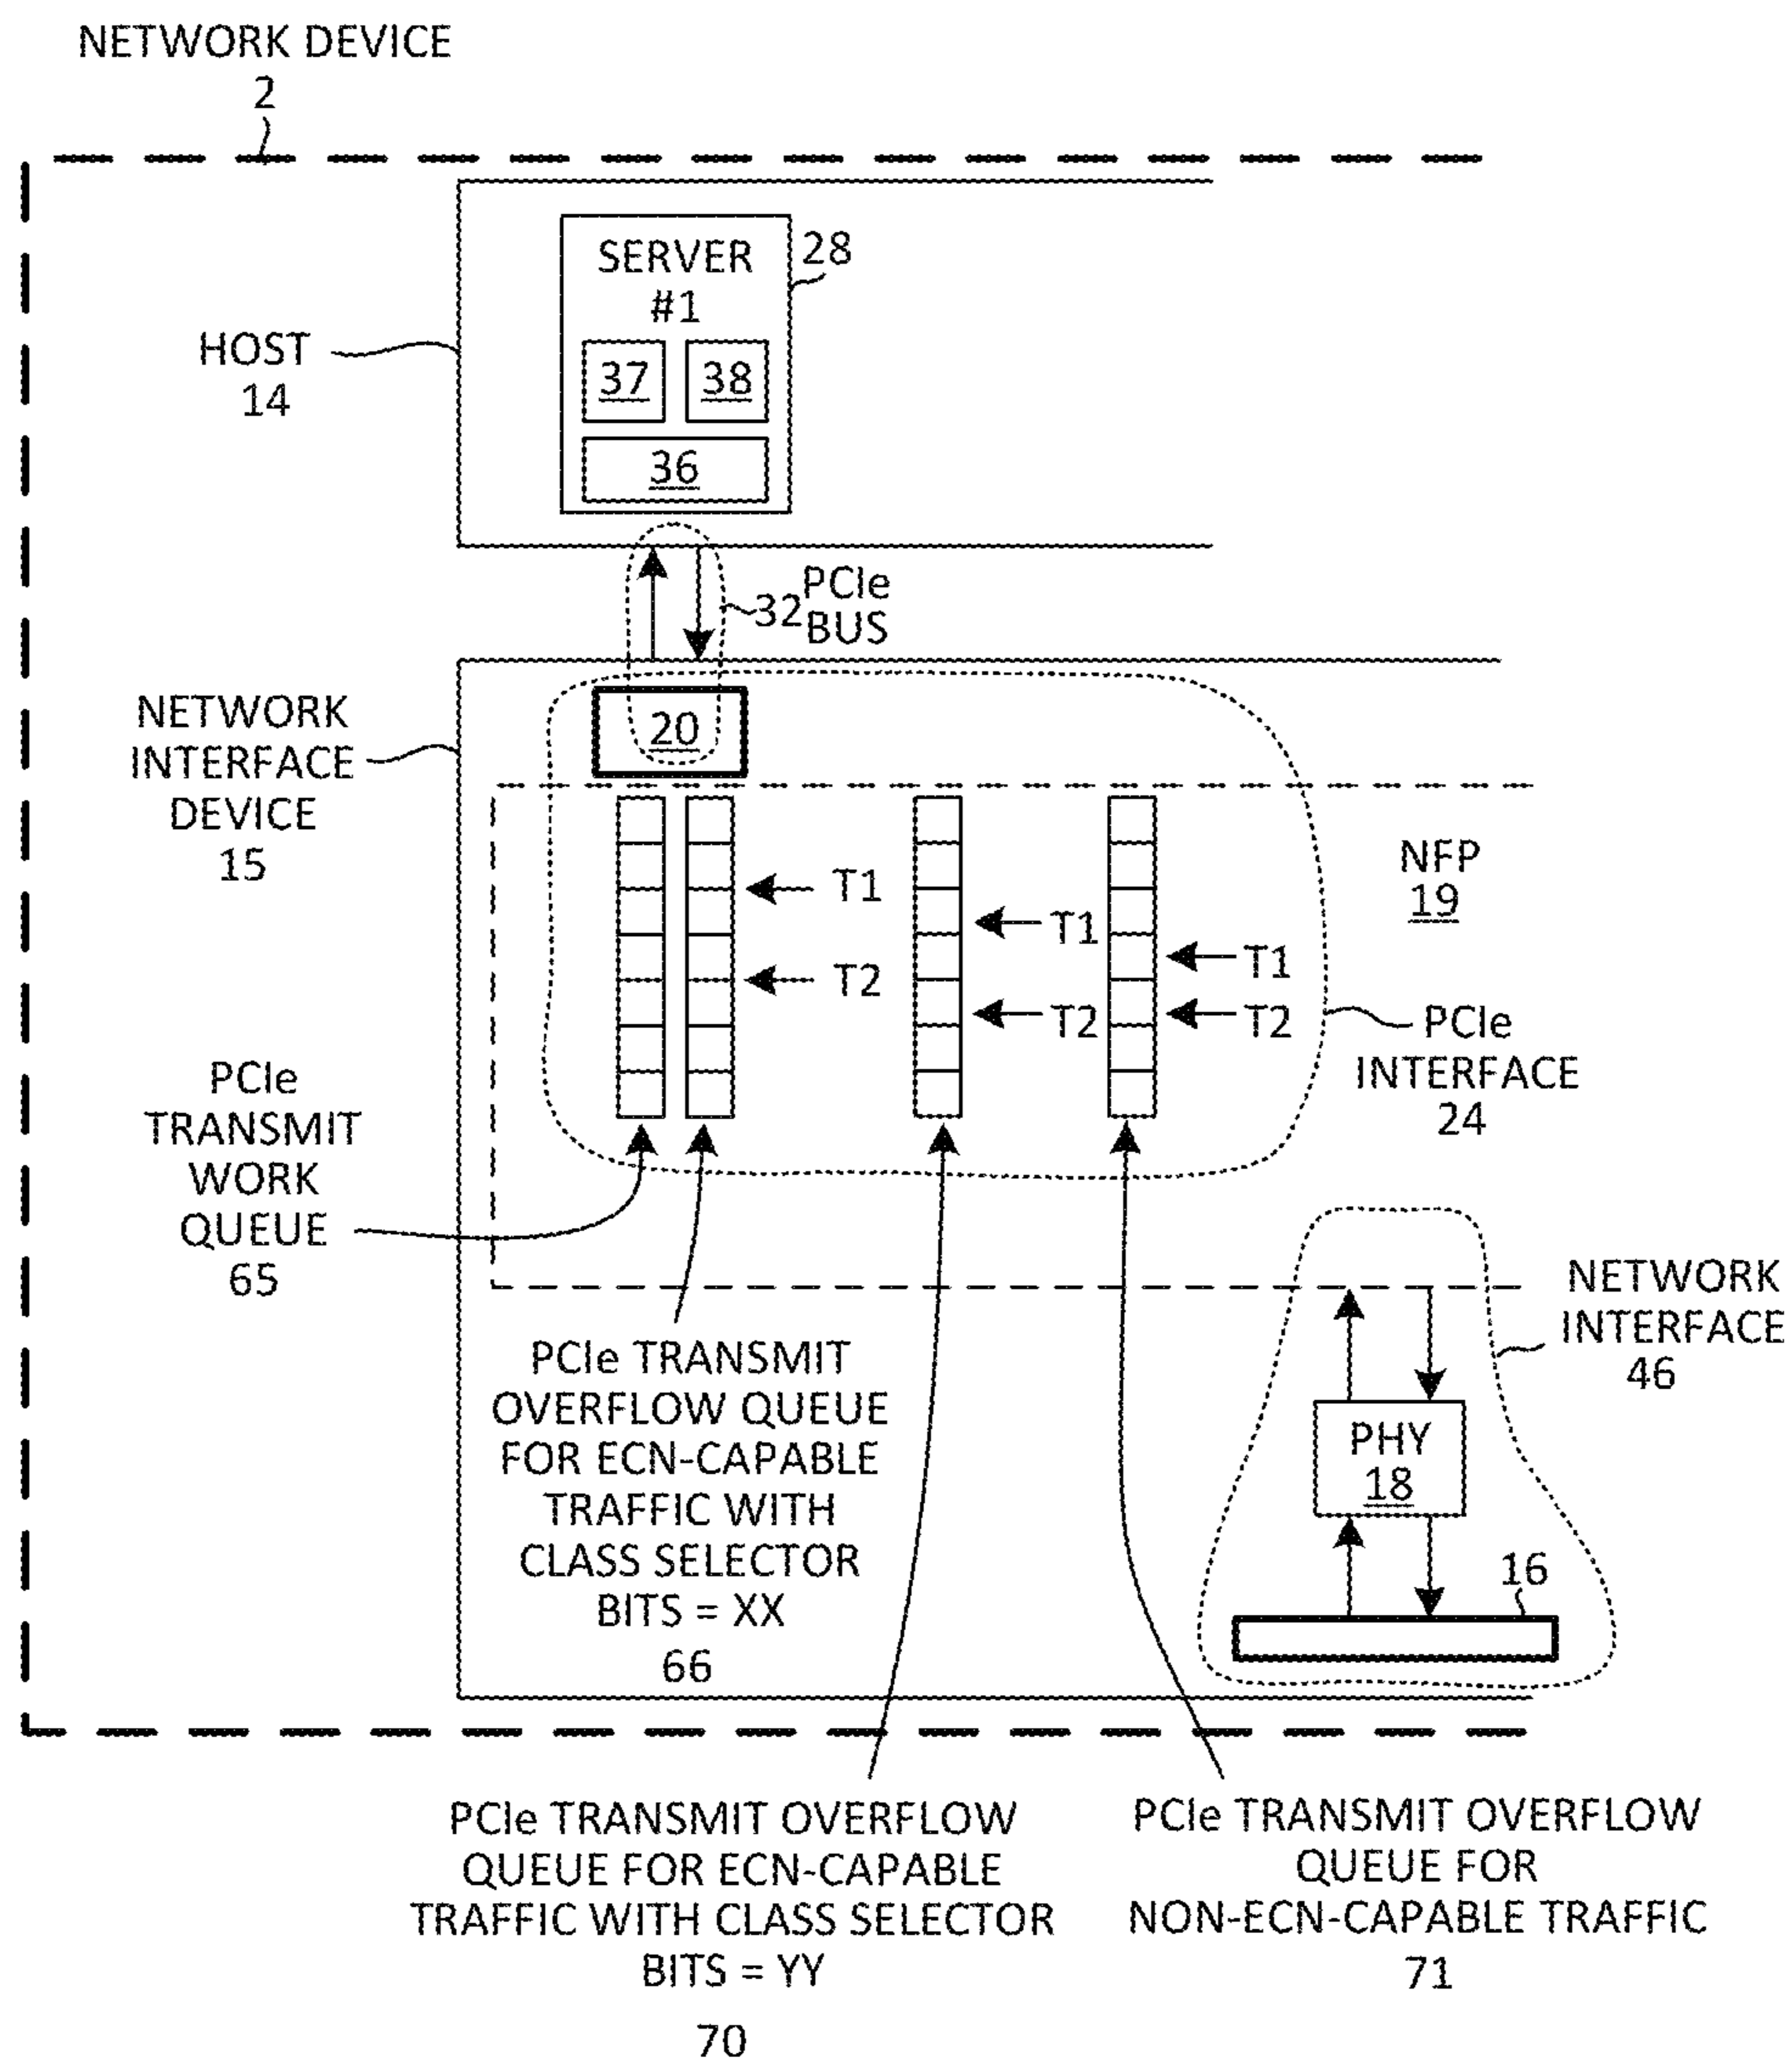 NETWORK DEVICE
2
SERVER
#1
28
37
38
36
HOST
14
32
PCIe
BUS
NETWORK
INTERFACE
DEVICE
15
20
T1
T2
T1
T2
T1
T2
NFP
19
PCIe
INTERFACE
24
PCIe
TRANSMIT
WORK
QUEUE
65
NETWORK
INTERFACE
46
PCIe TRANSMIT
OVERFLOW QUEUE
FOR ECN-CAPABLE
TRAFFIC WITH
CLASS SELECTOR
BITS = XX
66
PHY
18
16
PCIe TRANSMIT OVERFLOW
QUEUE FOR ECN-CAPABLE
TRAFFIC WITH CLASS SELECTOR
BITS = YY
70
PCIe TRANSMIT OVERFLOW
QUEUE FOR
NON-ECN-CAPABLE TRAFFIC
71